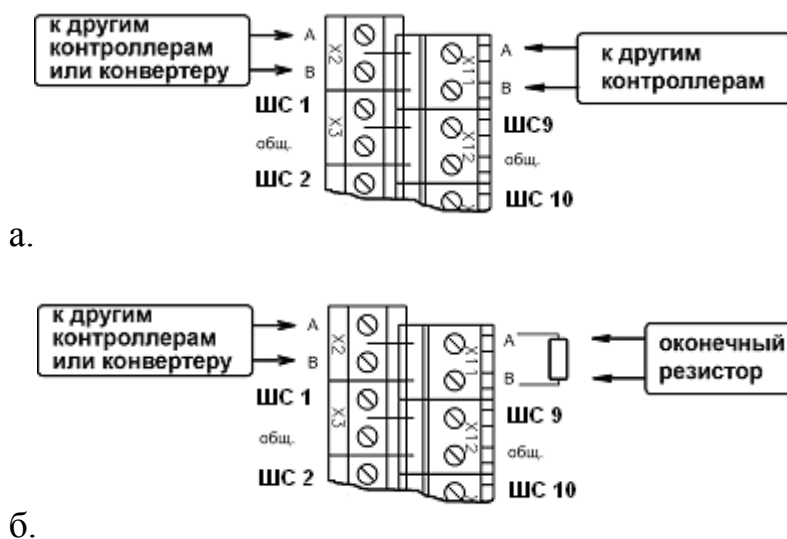 к другим
контроллерам
или конвертеру
A
B
X2
X3
ШС 1
общ.
ШС 2
A
B
X11
X12
X
ШС9
общ.
ШС 10
к другим
контроллерам
а.
к другим
контроллерам
или конвертеру
A
B
X2
X3
ШС 1
общ.
ШС 2
A
B
X11
X12
X
ШС 9
общ.
ШС 10
оконечный
резистор
б.